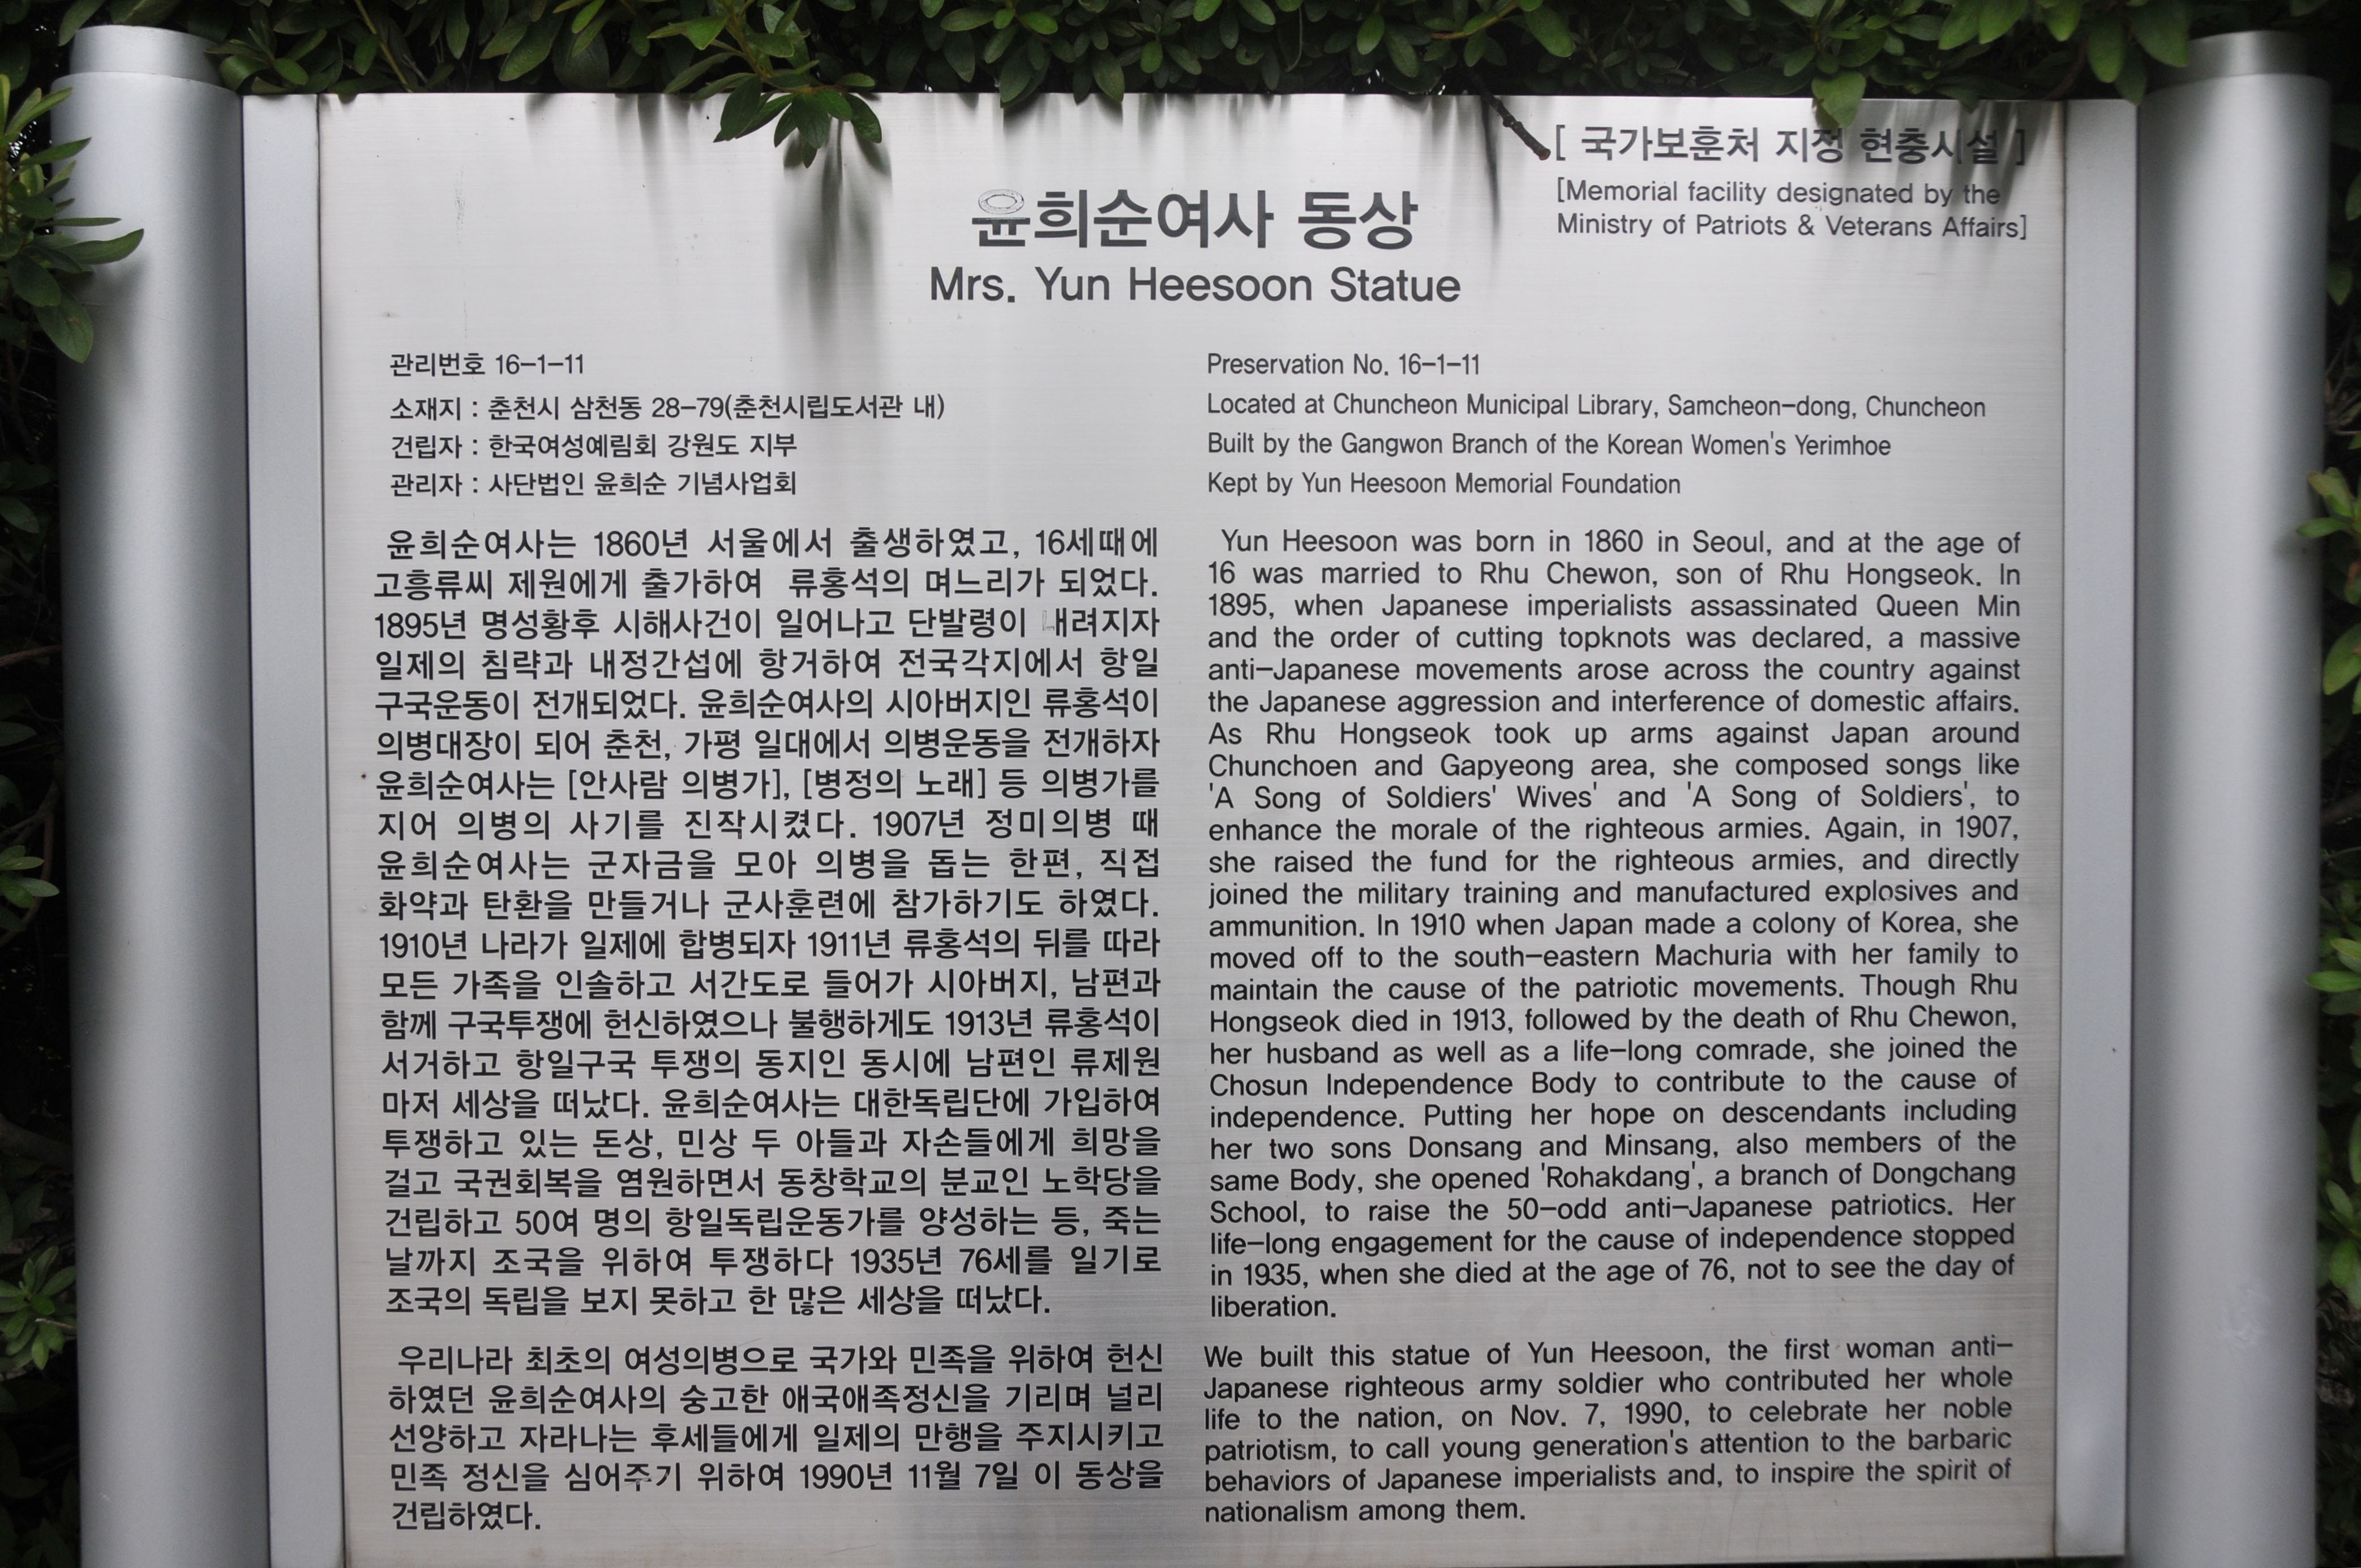 [ 국가보훈처 지정 현충시설 ]
[Memorial facility designated by the
Ministry of Patriots & Veterans Affairs]
윤희순여사 동상
Mrs. Yun Heesoon Statue
관리번호 16-1-11
소재지 : 춘천시 삼천동 28-79(춘천시립도서관 내)
건립자 : 한국여성예림회 강원도 지부
관리자 : 사단법인 윤희순 기념사업회
윤희순여사는 1860년 서울에서 출생하였고, 16세때에
고흥류씨 제원에게 출가하여 류홍석의 며느리가 되었다.
1895년 명성황후 시해사건이 일어나고 단발령이 내려지자
일제의 침략과 내정간섭에 항거하여 전국각지에서 항일
구국운동이 전개되었다. 윤희순여사의 시아버지인 류홍석이
의병대장이 되어 춘천, 가평 일대에서 의병운동을 전개하자
윤희순여사는 [안사람 의병가], [병정의 노래] 등 의병가를
지어 의병의 사기를 진작시켰다. 1907년 정미의병 때
윤희순여사는 군자금을 모아 의병을 돕는 한편, 직접
화약과 탄환을 만들거나 군사훈련에 참가하기도 하였다.
1910년 나라가 일제에 합병되자 1911년 류홍석의 뒤를 따라
모든 가족을 인솔하고 서간도로 들어가 시아버지, 남편과
함께 구국투쟁에 헌신하였으나 불행하게도 1913년 류홍석이
서거하고 항일구국 투쟁의 동지인 동시에 남편인 류제원
마저 세상을 떠났다. 윤희순여사는 대한독립단에 가입하여
투쟁하고 있는 돈상, 민상 두 아들과 자손들에게 희망을
걸고 국권회복을 염원하면서 동창학교의 분교인 노학당을
건립하고 50여 명의 항일독립운동가를 양성하는 등, 죽는
날까지 조국을 위하여 투쟁하다 1935년 76세를 일기로
조국의 독립을 보지 못하고 한 많은 세상을 떠났다.
우리나라 최초의 여성의병으로 국가와 민족을 위하여 헌신
하였던 윤희순여사의 숭고한 애국애족정신을 기리며 널리
선양하고 자라나는 후세들에게 일제의 만행을 주지시키고
민족 정신을 심어주기 위하여 1990년 11월 7일 이 동상을
건립하였다.
Preservation No. 16-1-11
Located at Chuncheon Municipal Library, Samcheon-dong, Chuncheon
Built by the Gangwon Branch of the Korean Women's Yerimhoe
Kept by Yun Heesoon Memorial Foundation
Yun Heesoon was born in 1860 in Seoul, and at the age of
16 was married to Rhu Chewon, son of Rhu Hongseok. In
1895, when Japanese imperialists assassinated Queen Min
and the order of cutting topknots was declared, a massive
anti-Japanese movements arose across the country against
the Japanese aggression and interference of domestic affairs.
As Rhu Hongseok took up arms against Japan around
Chunchoen and Gapyeong area, she composed songs like
'A Song of Soldiers' Wives' and 'A Song of Soldiers', to
enhance the morale of the righteous armies. Again, in 1907,
she raised the fund for the righteous armies, and directly
joined the military training and manufactured explosives and
ammunition. In 1910 when Japan made a colony of Korea, she
moved off to the south-eastern Machuria with her family to
maintain the cause of the patriotic movements. Though Rhu
Hongseok died in 1913, followed by the death of Rhu Chewon,
her husband as well as a life-long comrade, she joined the
Chosun Independence Body to contribute to the cause of
independence. Putting her hope on descendants including
her two sons Donsang and Minsang, also members of the
same Body, she opened 'Rohakdang', a branch of Dongchang
School, to raise the 50-odd anti-Japanese patriotics. Her
life-long engagement for the cause of independence stopped
in 1935, when she died at the age of 76, not to see the day of
liberation.
We built this statue of Yun Heesoon, the first woman anti-
Japanese righteous army soldier who contributed her whole
life to the nation, on Nov. 7, 1990, to celebrate her noble
patriotism, to call young generation's attention to the barbaric
behaviors of Japanese imperialists and, to inspire the spirit of
nationalism among them.